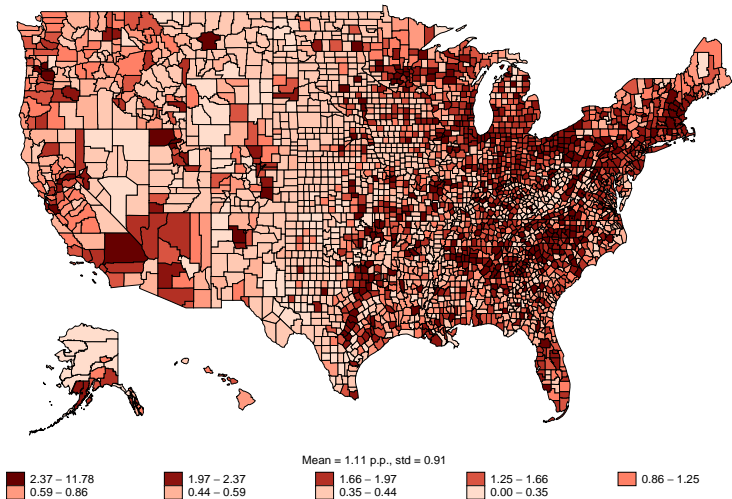 Mean = 1.11 p.p., std = 0.91
2.37 – 11.78 1.97 – 2.37 1.66 – 1.97 1.25 – 1.66 0.86 – 1.25
0.59 – 0.86 0.44 – 0.59 0.35 – 0.44 0.00 – 0.35